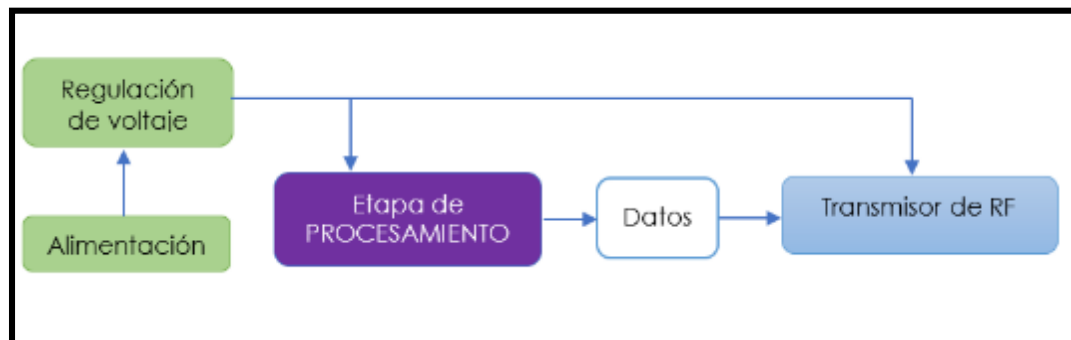 Regulación
de voltaje
Alimentación
Etapa de
PROCESAMIENTO
Datos
Transmisor de RF